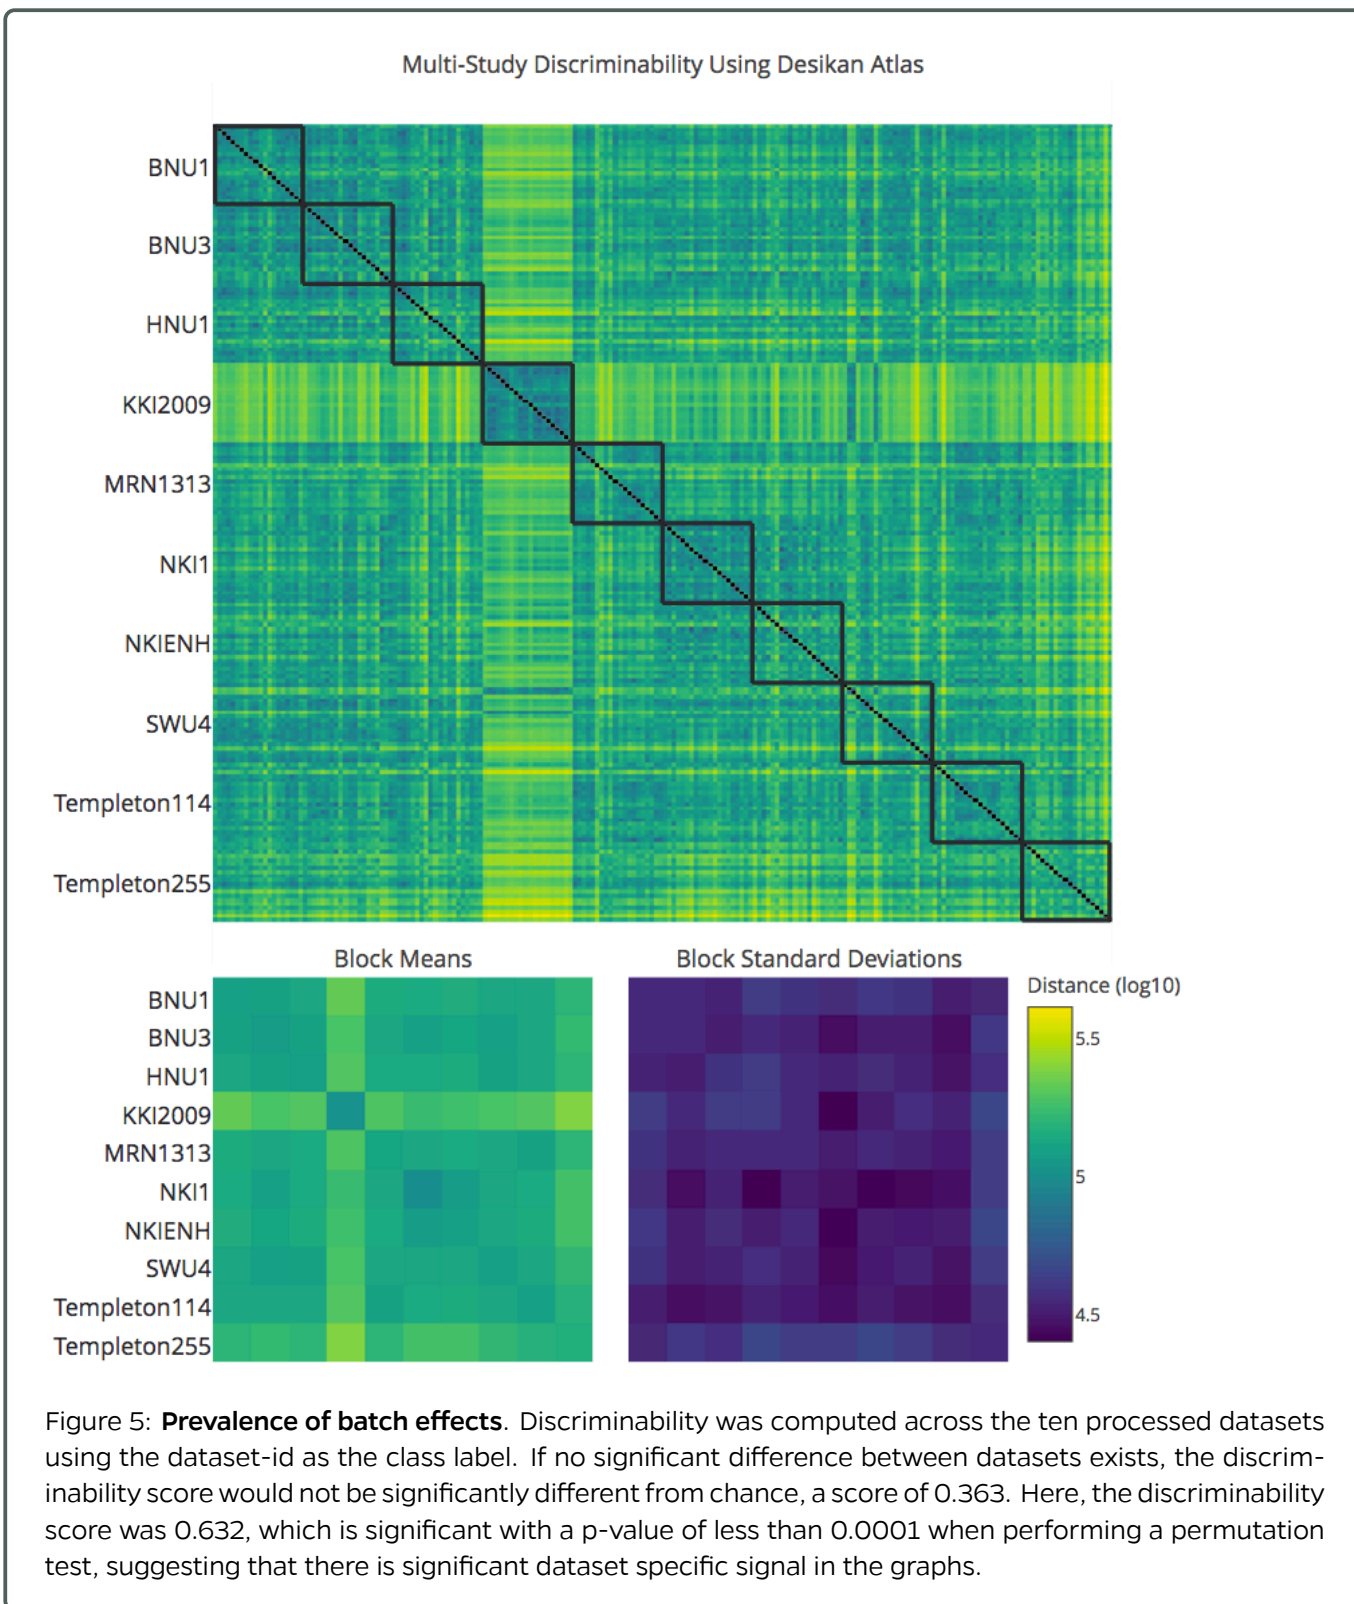 Multi-Study Discriminability Using Desikan Atlas
BNU1
BNU3
HNU1
KKI2009
MRN1313
NKI1
NKIENH
SWU4
Templeton114
Templeton255
Block Means
Block Standard Deviations
BNU1
BNU3
HNU1
KKI2009
MRN1313
NKI1
NKIENH
SWU4
Templeton114
Templeton255
Distance (log10)
5.5
5
4.5
Figure 5: Prevalence of batch effects. Discriminability was computed across the ten processed datasets
using the dataset-id as the class label. If no significant difference between datasets exists, the discrim-
inability score would not be significantly different from chance, a score of 0.363. Here, the discriminability
score was 0.632, which is significant with a p-value of less than 0.0001 when performing a permutation
test, suggesting that there is significant dataset specific signal in the graphs.